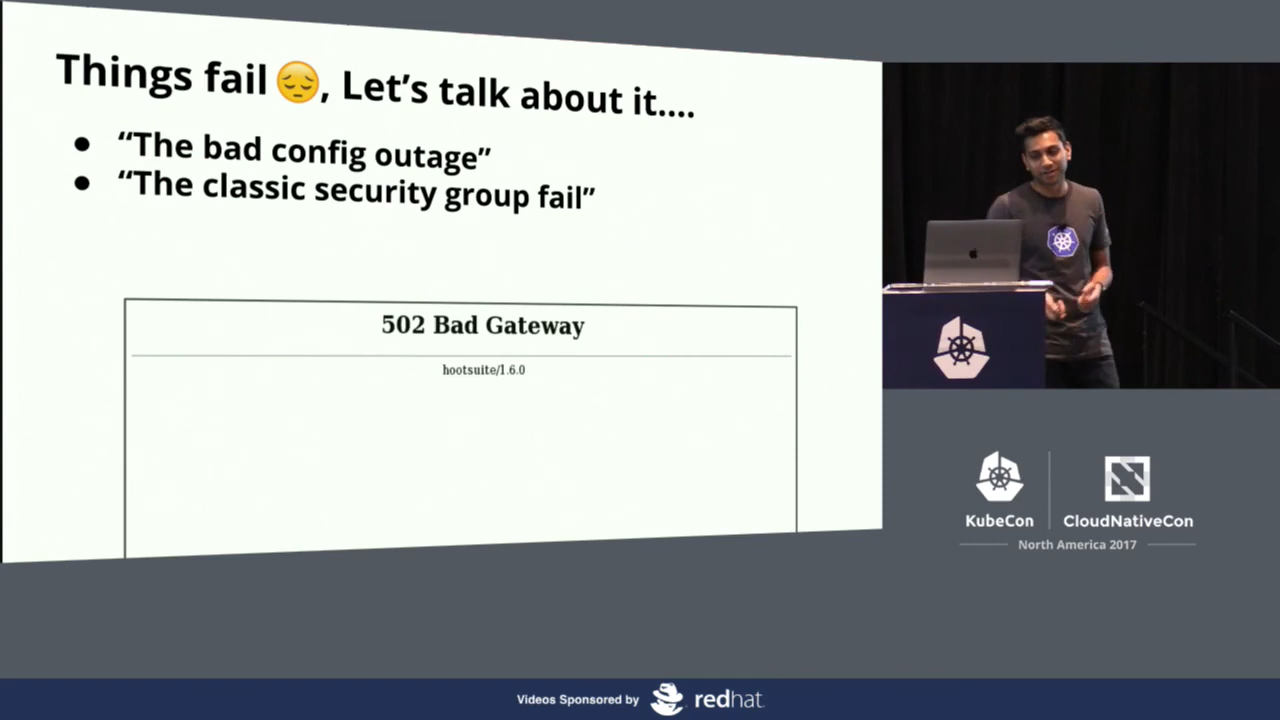 Things fail 😔, Let's talk about it....
● “The bad config outage”
● “The classic security group fail”
502 Bad Gateway
hootsuite/1.6.0
KubeCon
CloudNativeCon
North America 2017
Videos Sponsored by
redhat